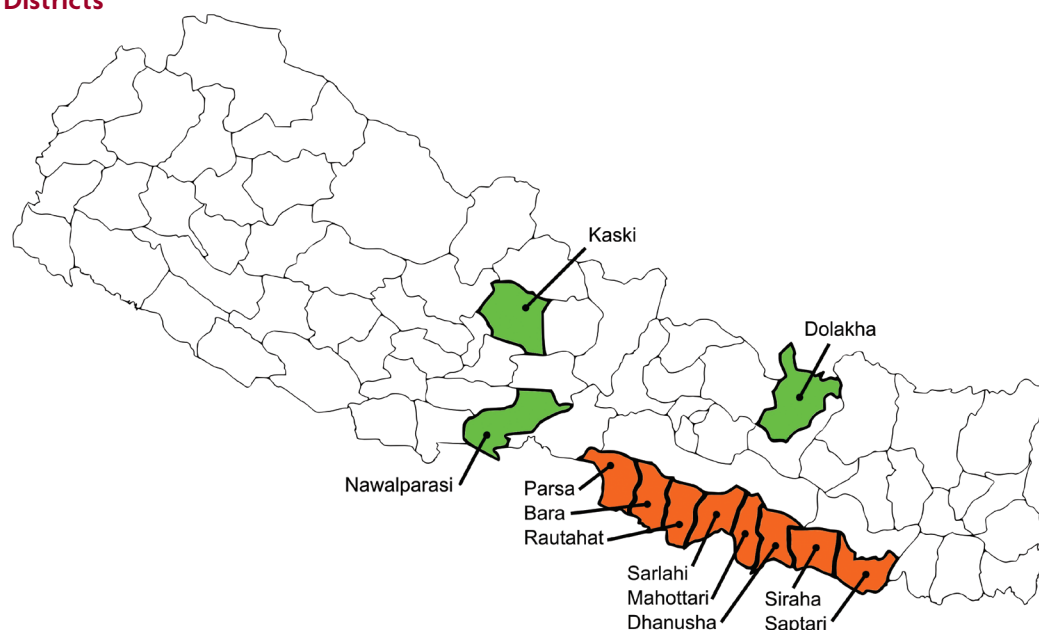 Districts
Kaski
Dolakha
Nawalparasi
Parsa
Bara
Rautahat
Sarlahi
Mahottari
Dhanusha
Siraha
Saptari